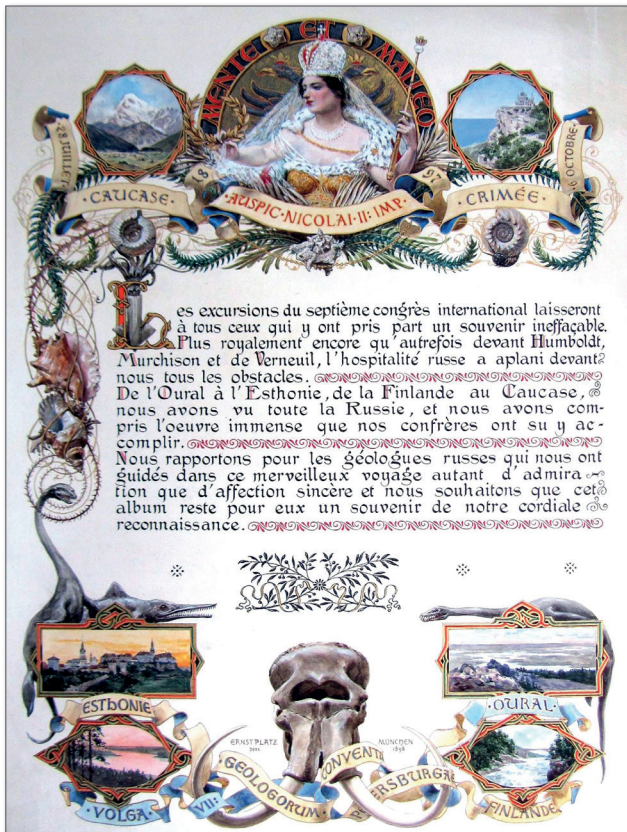 MENTE ET MALLEO
28 JUILLET
6 OCTOBRE
18 97
·CAUCASE·
·AUSPIC·NICOLAI·II·IMP·
·CRIMÉE·
Les excursions du septième congrès international laisseront
à tous ceux qui y ont pris part un souvenir ineffaçable.
Plus royalement encore qu'autrefois devant Humboldt,
Murchison et de Verneuil, l'hospitalité russe a aplani devant
nous tous les obstacles.
De l'Oural à l'Esthonie, de la Finlande au Caucase,
nous avons vu toute la Russie, et nous avons com-
pris l'oeuvre immense que nos confrères ont su y ac-
complir.
Nous rapportons pour les géologues russes qui nous ont
guidés dans ce merveilleux voyage autant d'admira-
tion que d'affection sincère et nous souhaitons que cet
album reste pour eux un souvenir de notre cordiale
reconnaissance.
ESTHONIE
·OURAL·
ERNST PLATZ
MÜNCHEN
1898
·VOLGA·
VII:
GEOLOGORUM
CONVENT
FINLANDE